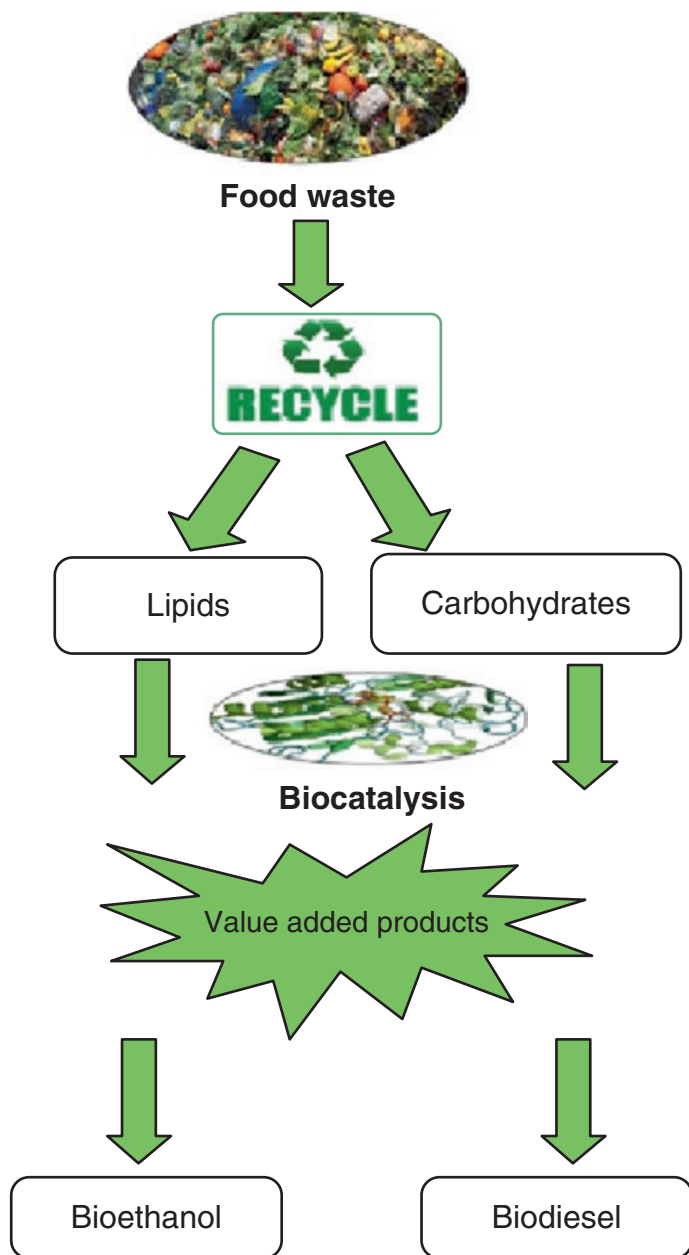 Food waste
RECYCLE
Lipids
Carbohydrates
Biocatalysis
Value added products
Bioethanol
Biodiesel